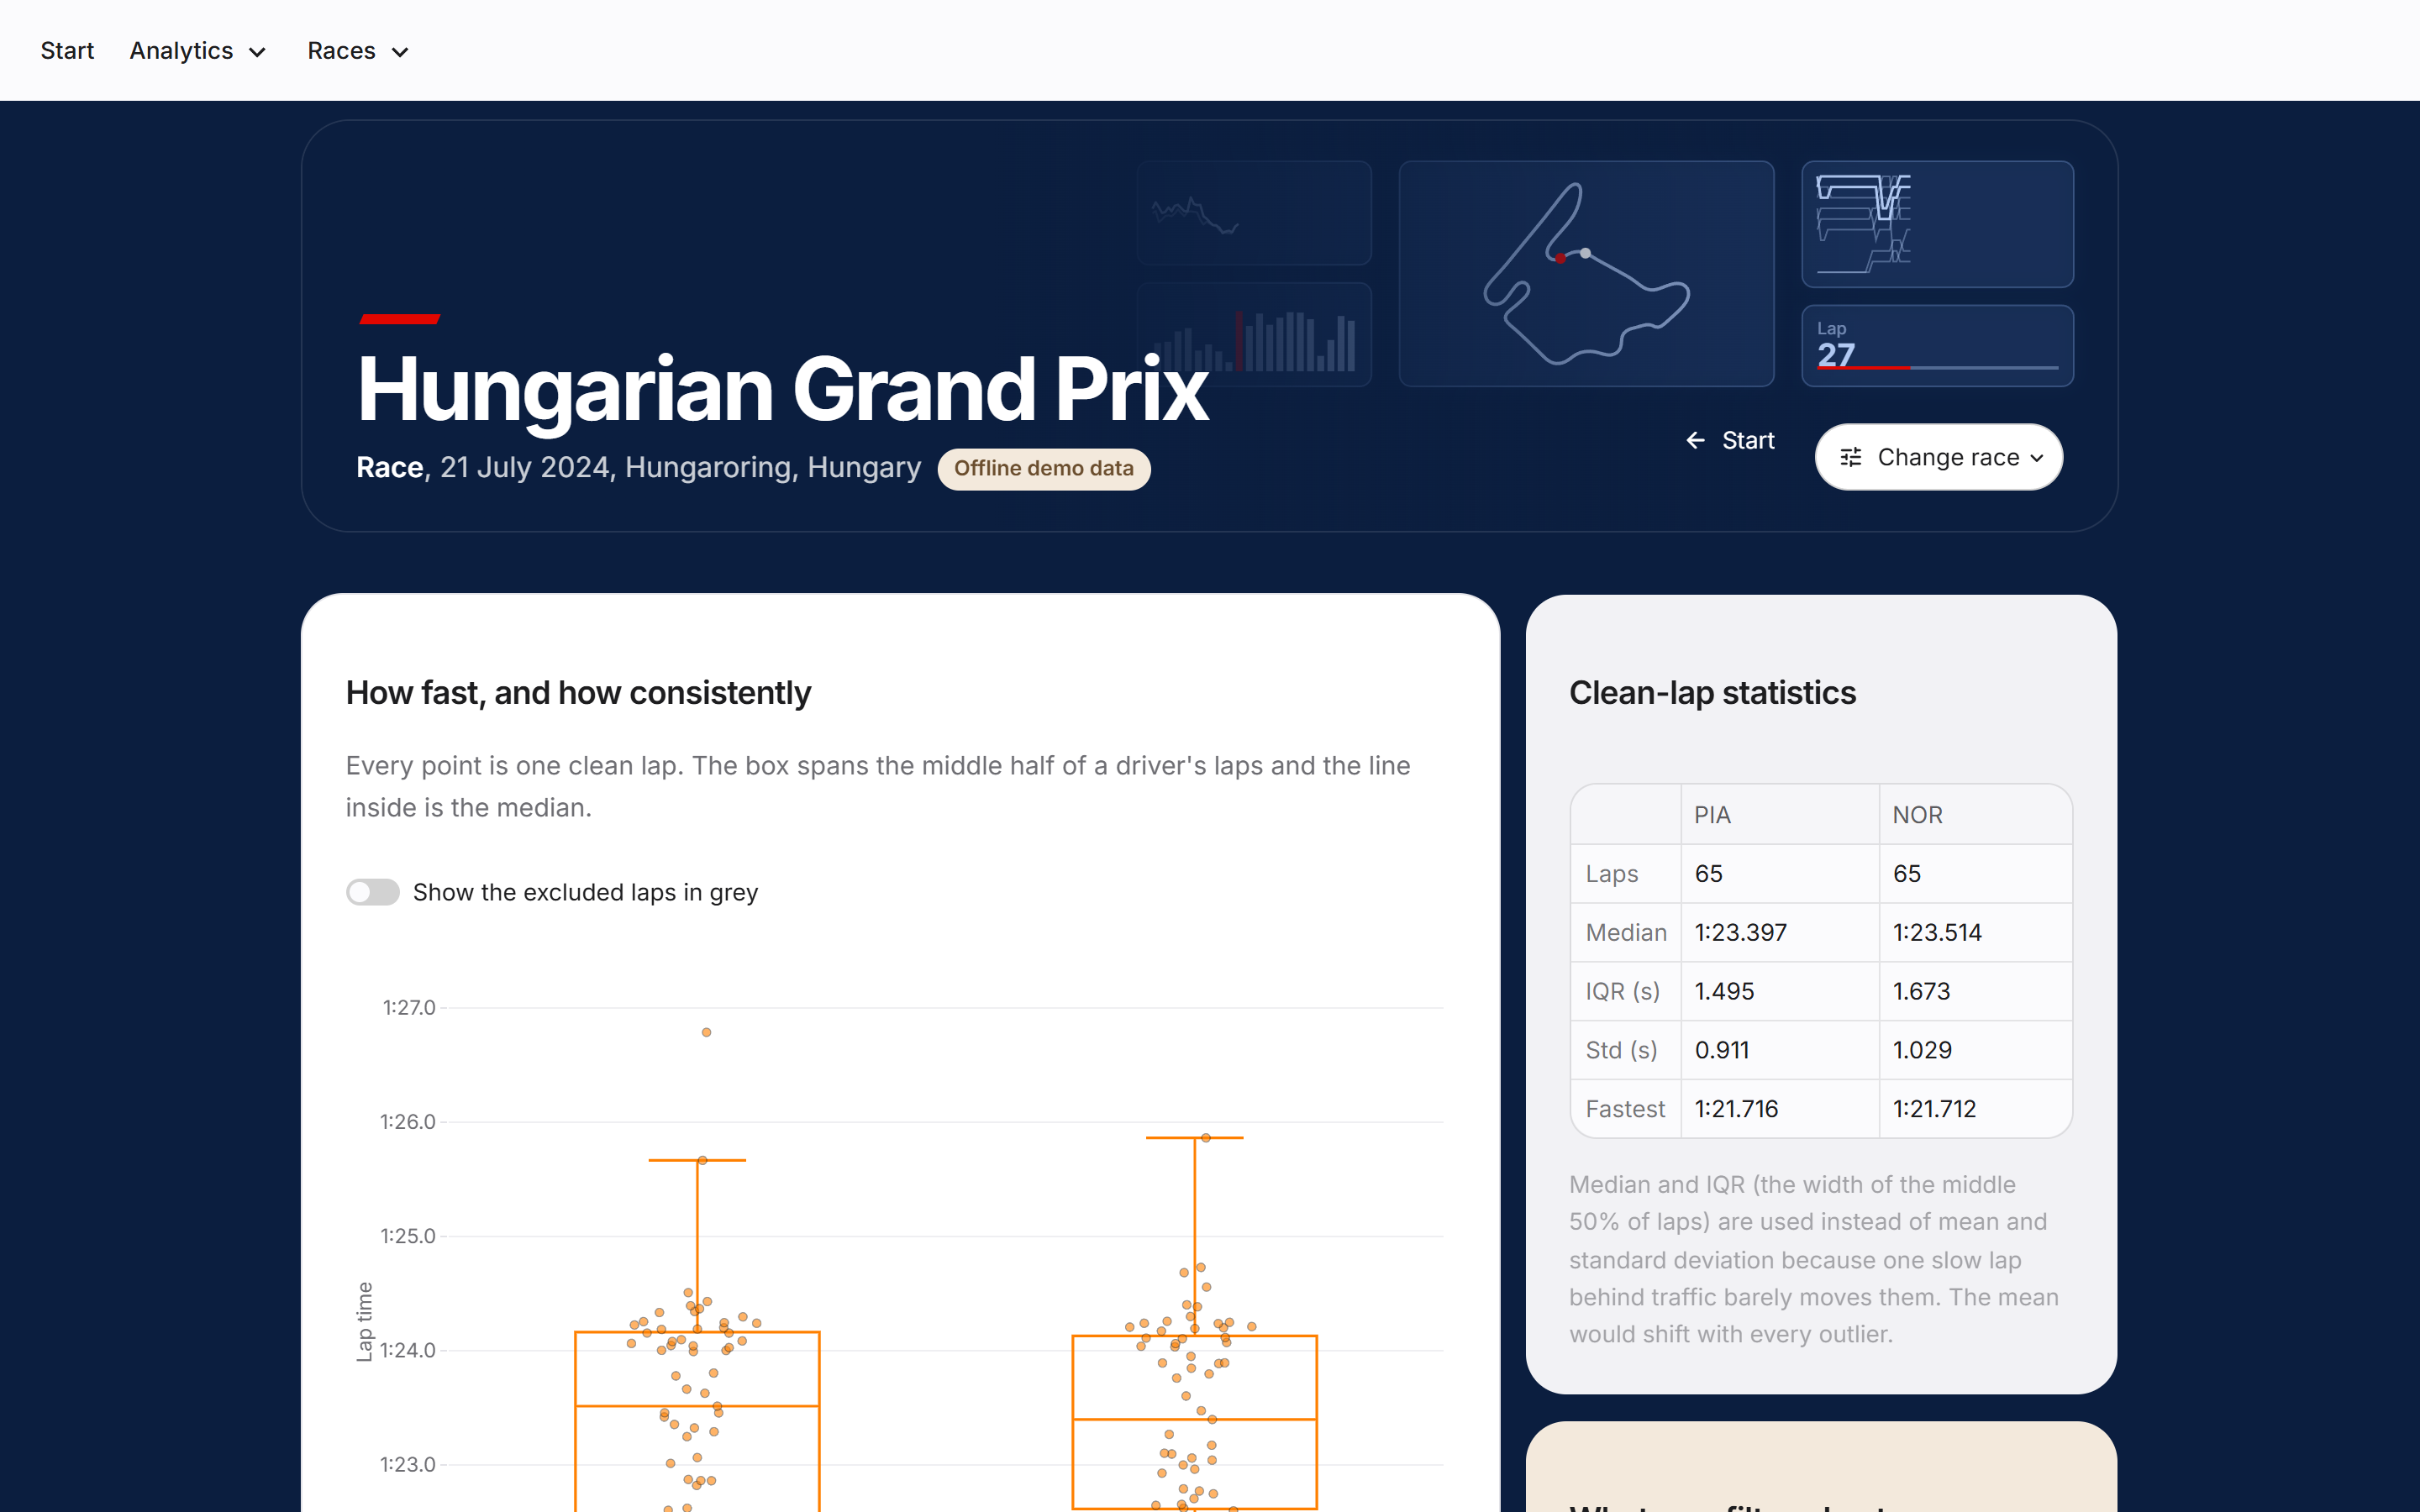 Start Analytics Races
Lap
27
Hungarian Grand Prix
Race, 21 July 2024, Hungaroring, Hungary Offline demo data
Start Change race
How fast, and how consistently
Every point is one clean lap. The box spans the middle half of a driver's laps and the line
inside is the median.
Show the excluded laps in grey
1:27.0
1:26.0
1:25.0
1:24.0
1:23.0
Lap time
Clean-lap statistics
PIA NOR
Laps 65 65
Median 1:23.397 1:23.514
IQR (s) 1.495 1.673
Std (s) 0.911 1.029
Fastest 1:21.716 1:21.712
Median and IQR (the width of the middle
50% of laps) are used instead of mean and
standard deviation because one slow lap
behind traffic barely moves them. The mean
would shift with every outlier.